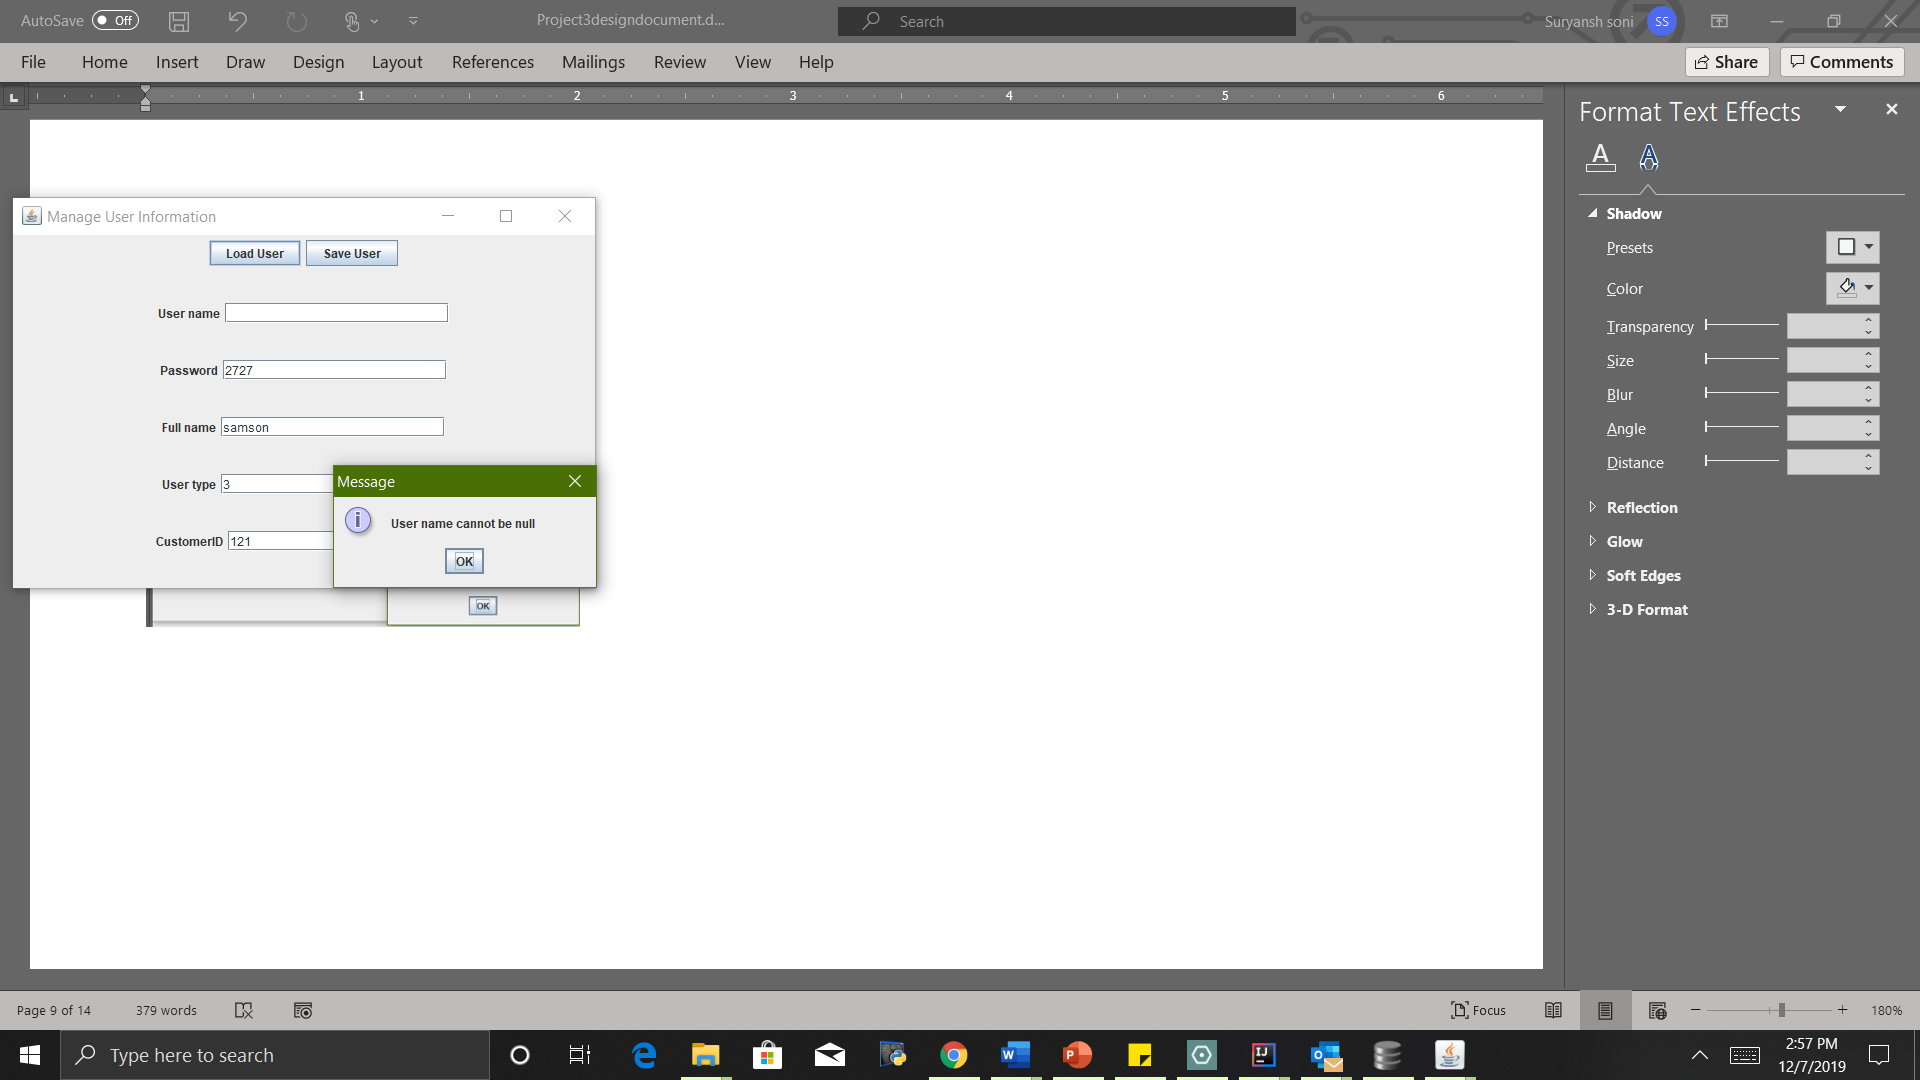 AutoSave Off Project3designdocument.d... Search Suryansh soni SS
File Home Insert Draw Design Layout References Mailings Review View Help Share Comments
L 1 2 3 4 5 6
Format Text Effects
A A
Shadow
Presets
Color
Transparency
Size
Blur
Angle
Distance
Reflection
Glow
Soft Edges
3-D Format
Manage User Information
Load User Save User
User name
Password 2727
Full name samson
User type 3
CustomerID 121
Message
i User name cannot be null
OK
OK
Page 9 of 14 379 words Focus 180%
Type here to search
2:57 PM
12/7/2019